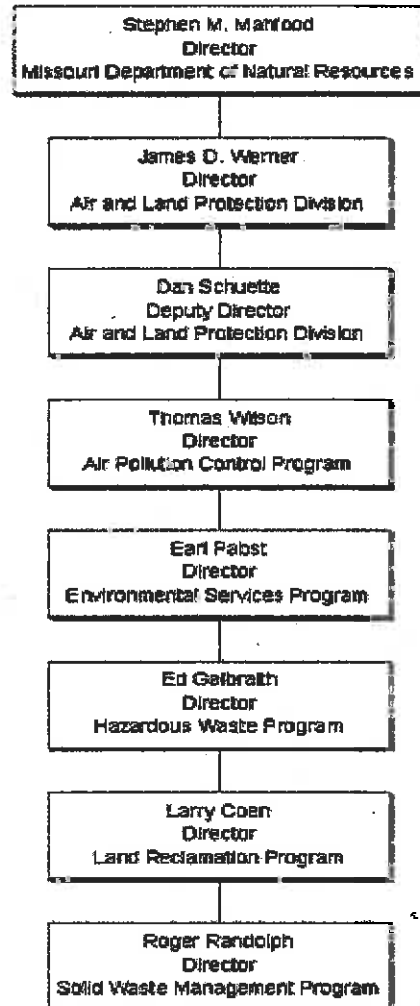 Stephen M. Mahfood
Director
Missouri Department of Natural Resources
James D. Werner
Director
Air and Land Protection Division
Dan Schuette
Deputy Director
Air and Land Protection Division
Thomas Wilson
Director
Air Pollution Control Program
Earl Pabst
Director
Environmental Services Program
Ed Galbraith
Director
Hazardous Waste Program
Larry Coen
Director
Land Reclamation Program
Roger Randolph
Director
Solid Waste Management Program